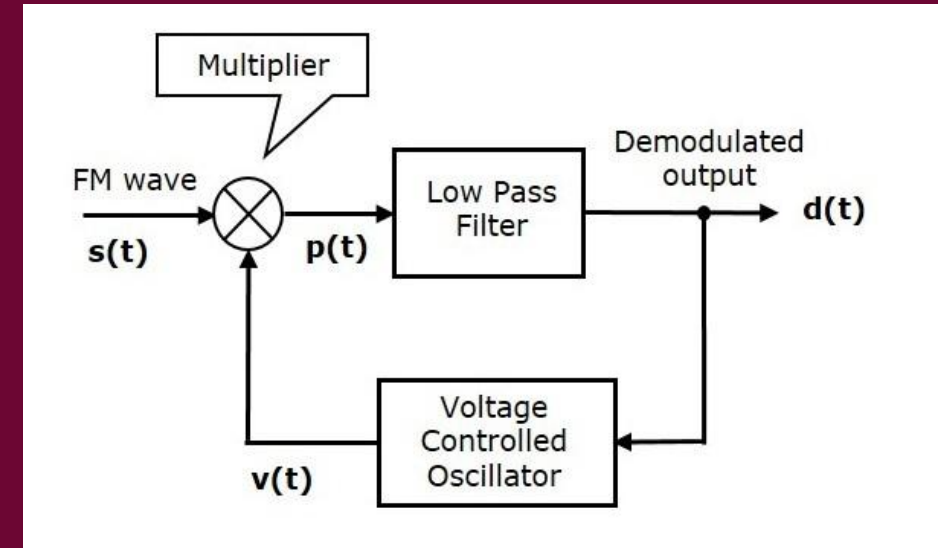 Multiplier
FM wave
s(t)
p(t)
Low Pass
Filter
Demodulated
output
d(t)
Voltage
Controlled
Oscillator
v(t)